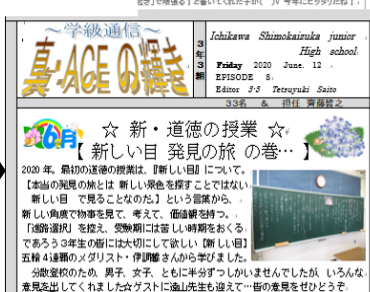 ～学級通信～
真・ACEの輝き
3年3組
Ichikawa Shimokaizuka junior
High school
Friday 2020 June. 12
EPISODE 8
Editor 3·3 Tetsuyuki Saito
33名 & 担任 齊藤哲之
6月
☆ 新・道徳の授業 ☆
【 新しい目 発見の旅 の巻… 】
2020 年。最初の道徳の授業は、『新しい目』について。
【本当の発見の旅とは 新しい景色を探すことではない
新しい目 で見ることなのだ。】という言葉から、
新しい角度で物事を見て、考えて、価値観を持つ。
「進路選択」を控え、受験期には苦しい時期をおくる
であろう3年生の皆には大切にして欲しい【新しい目】
五輪4連覇のメダリスト・伊調馨さんから学びました。
分散登校のため、男子、女子、ともに半分ずつしかいませんでしたが、いろんな
意見を出してくれました☆ゲストに遠山先生も迎えて…皆の意見をぜひどうぞ